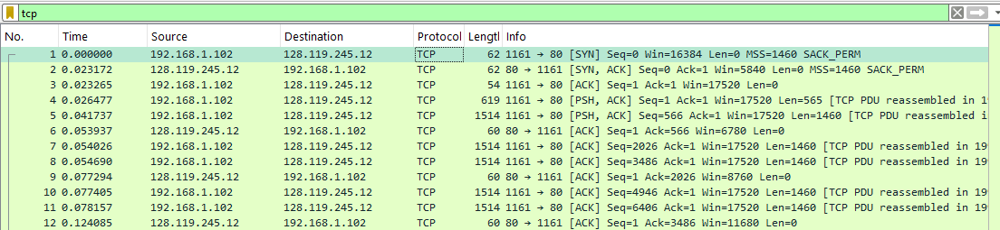 tcp
No. Time Source Destination Protocol Lengtl Info
1 0.000000 192.168.1.102 128.119.245.12 TCP 62 1161 → 80 [SYN] Seq=0 Win=16384 Len=0 MSS=1460 SACK_PERM
2 0.023172 128.119.245.12 192.168.1.102 TCP 62 80 → 1161 [SYN, ACK] Seq=0 Ack=1 Win=5840 Len=0 MSS=1460 SACK_PERM
3 0.023265 192.168.1.102 128.119.245.12 TCP 54 1161 → 80 [ACK] Seq=1 Ack=1 Win=17520 Len=0
4 0.026477 192.168.1.102 128.119.245.12 TCP 619 1161 → 80 [PSH, ACK] Seq=1 Ack=1 Win=17520 Len=565 [TCP PDU reassembled in 19
5 0.041737 192.168.1.102 128.119.245.12 TCP 1514 1161 → 80 [PSH, ACK] Seq=566 Ack=1 Win=17520 Len=1460 [TCP PDU reassembled i
6 0.053937 128.119.245.12 192.168.1.102 TCP 60 80 → 1161 [ACK] Seq=1 Ack=566 Win=6780 Len=0
7 0.054026 192.168.1.102 128.119.245.12 TCP 1514 1161 → 80 [ACK] Seq=2026 Ack=1 Win=17520 Len=1460 [TCP PDU reassembled in 19
8 0.054690 192.168.1.102 128.119.245.12 TCP 1514 1161 → 80 [ACK] Seq=3486 Ack=1 Win=17520 Len=1460 [TCP PDU reassembled in 19
9 0.077294 128.119.245.12 192.168.1.102 TCP 60 80 → 1161 [ACK] Seq=1 Ack=2026 Win=8760 Len=0
10 0.077405 192.168.1.102 128.119.245.12 TCP 1514 1161 → 80 [ACK] Seq=4946 Ack=1 Win=17520 Len=1460 [TCP PDU reassembled in 19
11 0.078157 192.168.1.102 128.119.245.12 TCP 1514 1161 → 80 [ACK] Seq=6406 Ack=1 Win=17520 Len=1460 [TCP PDU reassembled in 19
12 0.124085 128.119.245.12 192.168.1.102 TCP 60 80 → 1161 [ACK] Seq=1 Ack=3486 Win=11680 Len=0